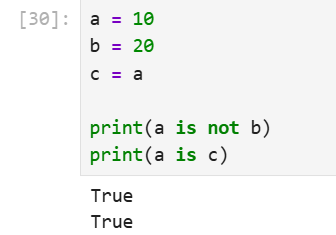 [30]: a = 10
b = 20
c = a
print(a is not b)
print(a is c)
True
True